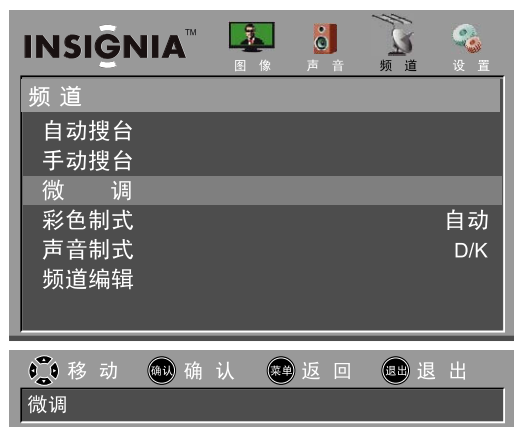 INSIGNIA™
图像 声音 频道 设置
频道
自动搜台
手动搜台
微 调
彩色制式 自动
声音制式 D/K
频道编辑
移动 确认 确认 菜单 返回 退出 退出
微调